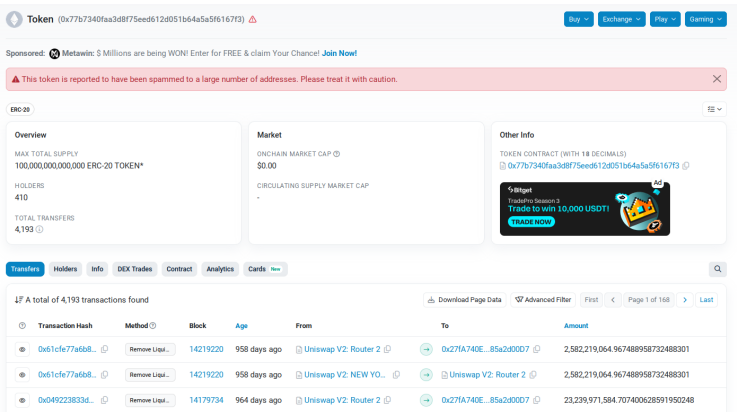 Token (0x77b7340faa3d8f75eed612d051b64a5a5f6167f3)
Buy Exchange Play Gaming
Sponsored: Metawin: $ Millions are being WON! Enter for FREE & claim Your Chance! Join Now!
This token is reported to have been spammed to a large number of addresses. Please treat it with caution.
ERC-20
Overview
MAX TOTAL SUPPLY
100,000,000,000,000 ERC-20 TOKEN*
HOLDERS
410
TOTAL TRANSFERS
4,193
Market
ONCHAIN MARKET CAP
$0.00
CIRCULATING SUPPLY MARKET CAP
-
Other Info
TOKEN CONTRACT (WITH 18 DECIMALS)
0x77b7340faa3d8f75eed612d051b64a5a5f6167f3
Ad
Bitget
TradePro Season 3
Trade to win 10,000 USDT!
TRADE NOW
Transfers Holders Info DEX Trades Contract Analytics Cards New
A total of 4,193 transactions found
Download Page Data Advanced Filter First Page 1 of 168 Last
Transaction Hash Method Block Age From To Amount
0x61cfe77a6b8... Remove Liqui... 14219220 958 days ago Uniswap V2: Router 2 0x27fA740E...85a2d00D7 2,582,219,064.967488958732488301
0x61cfe77a6b8... Remove Liqui... 14219220 958 days ago Uniswap V2: NEW YO... Uniswap V2: Router 2 2,582,219,064.967488958732488301
0x049223833d... Remove Liqui... 14179734 964 days ago Uniswap V2: Router 2 0x27fA740E...85a2d00D7 23,239,971,584.707400628591950248